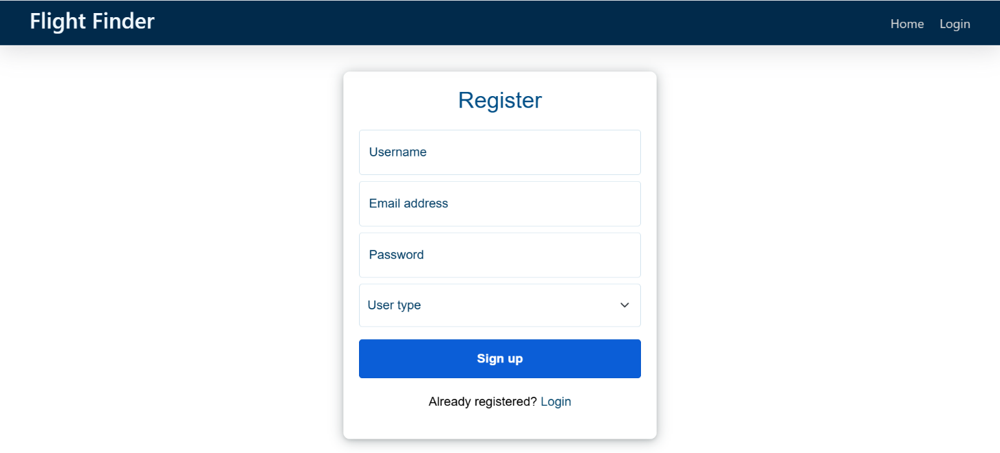 Flight Finder
Home Login
Register
Username
Email address
Password
User type
Sign up
Already registered? Login